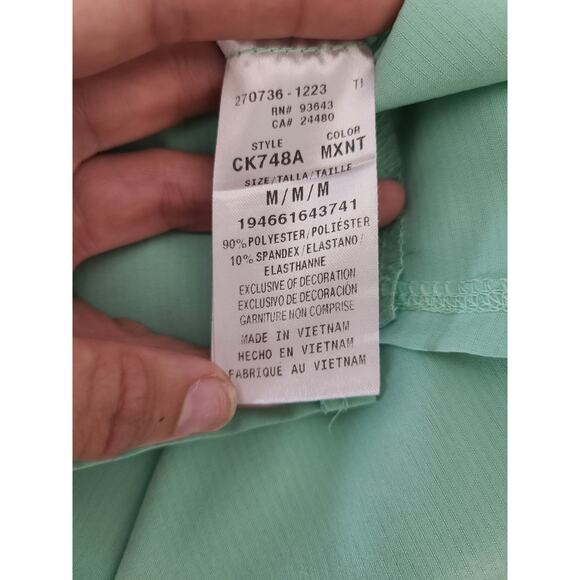 270736-1223 TI
RN# 93643
CA# 24480
STYLE COLOR
CK748A MXNT
SIZE/TALLA/TAILLE
M/M/M
194661643741
90% POLYESTER/POLIÉSTER
10% SPANDEX/ELASTANO/
ELASTHANNE
EXCLUSIVE OF DECORATION
EXCLUSIVO DE DECORACIÓN
GARNITURE NON COMPRISE
MADE IN VIETNAM
HECHO EN VIETNAM
FABRIQUÉ AU VIETNAM